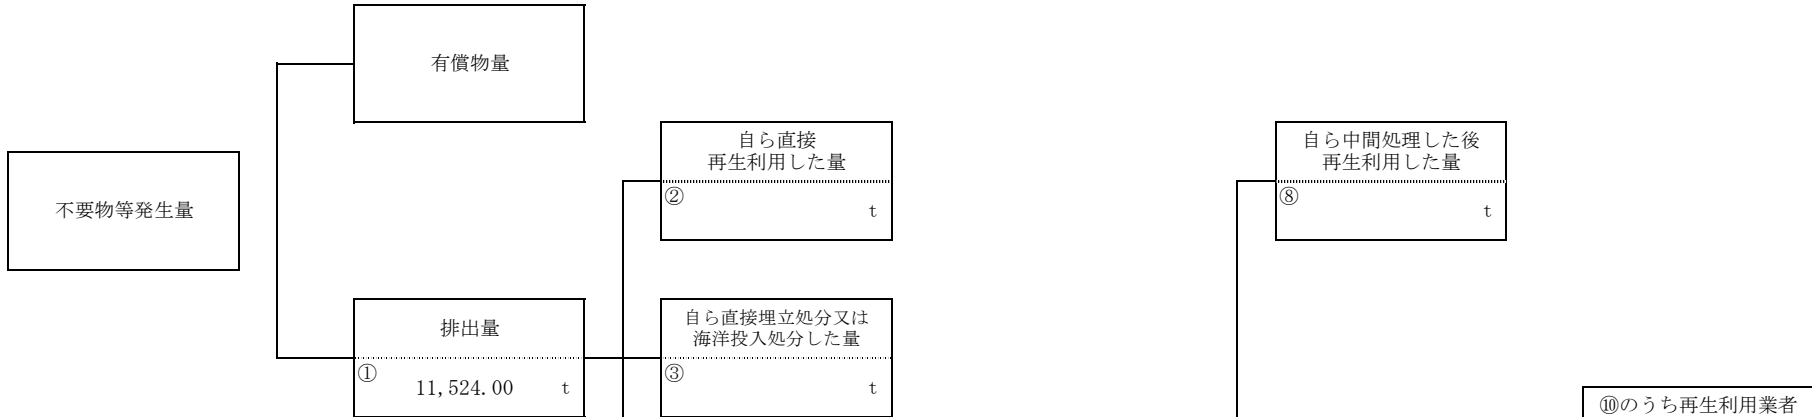 有償物量
不要物等発生量
自ら直接
再生利用した量
②
t
自ら中間処理した後
再生利用した量
⑧
t
排出量
① 11,524.00 t
自ら直接埋立処分又は
海洋投入処分した量
③
t
⑩のうち再生利用業者